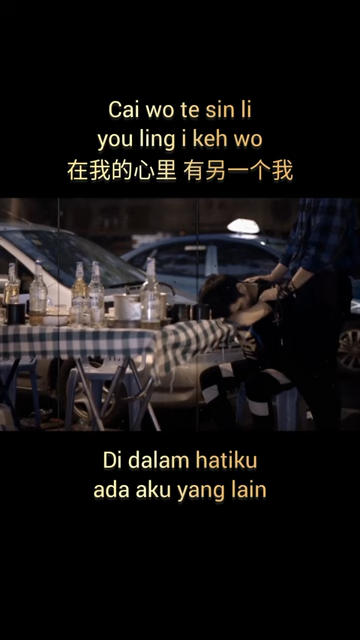 Cai wo te sin li
you ling i keh wo
在我的心里 有另一个我
Di dalam hatiku
ada aku yang lain